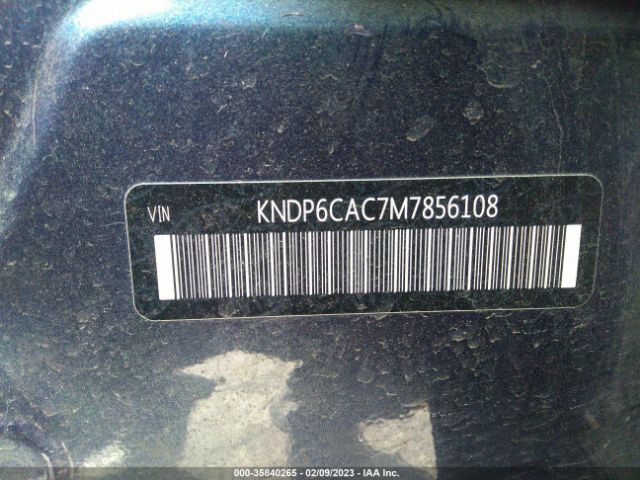 VIN KNDP6CAC7M7856108
000-35840265 - 02/09/2023 - IAA Inc.